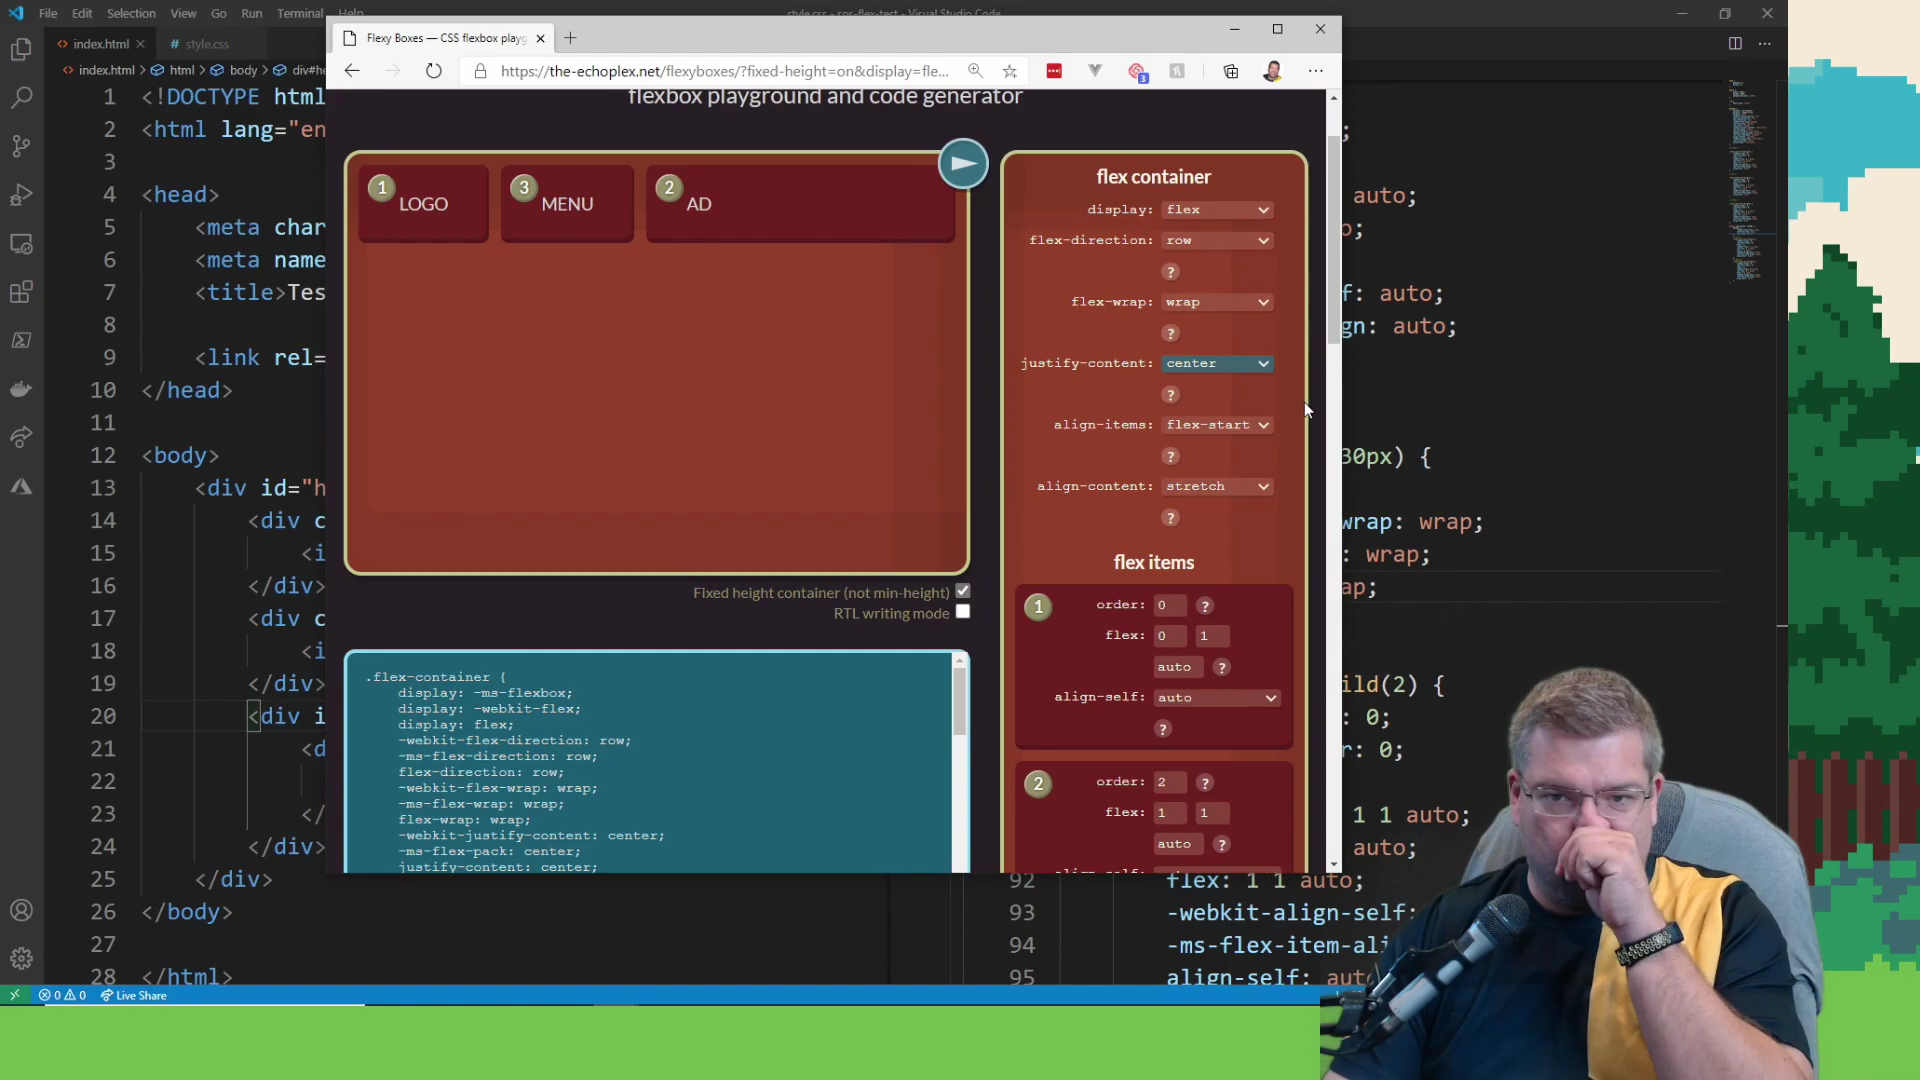 File Edit Selection View Go Run Terminal Help
style.css - sos-flex-test - Visual Studio Code
index.html
style.css
index.html > html > body > div#he
Flexy Boxes — CSS flexbox playg
https://the-echoplex.net/flexyboxes/?fixed-height=on&display=fle...
3
flexbox playground and code generator
1 LOGO
3 MENU
2 AD
Fixed height container (not min-height)
RTL writing mode
.flex-container {
display: -ms-flexbox;
display: -webkit-flex;
display: flex;
-webkit-flex-direction: row;
-ms-flex-direction: row;
flex-direction: row;
-webkit-flex-wrap: wrap;
-ms-flex-wrap: wrap;
flex-wrap: wrap;
-webkit-justify-content: center;
-ms-flex-pack: center;
justify-content: center;
flex container
display: flex
flex-direction: row
?
flex-wrap: wrap
?
justify-content: center
?
align-items: flex-start
?
align-content: stretch
?
flex items
1
order: 0 ?
flex: 0 1
auto ?
align-self: auto
?
2
order: 2 ?
flex: 1 1
auto ?
1 <!DOCTYPE html
2 <html lang="en
3
4 <head>
5 <meta char
6 <meta name
7 <title>Tes
8
9 <link rel=
10 </head>
11
12 <body>
13 <div id="h
14 <div c
15 <i
16 </div>
17 <div c
18 <i
19 </div>
20 <div i
21 <d
22
23 </
24 </div>
25 </div>
26 </body>
27
28 </html>
;
auto;
o;
f: auto;
gn: auto;
30px) {
wrap: wrap;
: wrap;
ap;
ild(2) {
: 0;
r: 0;
1 1 auto;
auto;
92 flex: 1 1 auto;
93 -webkit-align-self:
94 -ms-flex-item-ali
95 align-self: auto
0 0 Live Share